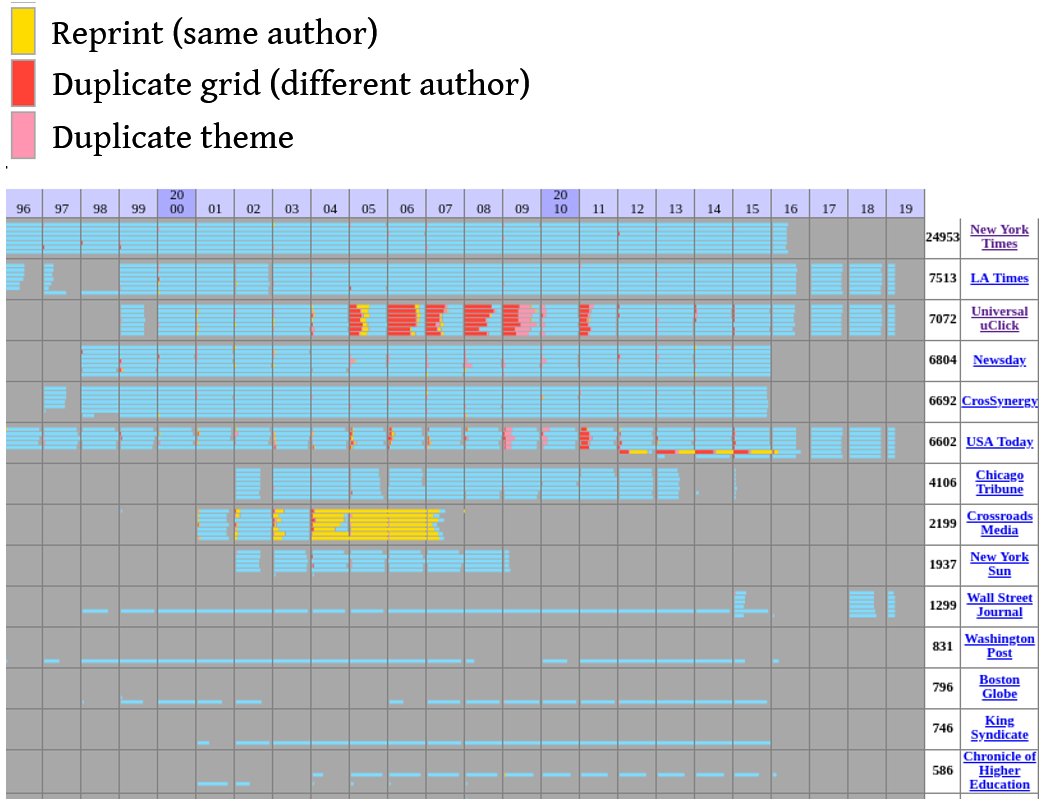 Reprint (same author)
Duplicate grid (different author)
Duplicate theme
96 97 98 99 20 00 01 02 03 04 05 06 07 08 09 20 10 11 12 13 14 15 16 17 18 19
24953 New York
Times
7513 LA Times
7072 Universal
uClick
6804 Newsday
6692 CrosSynergy
6602 USA Today
4106 Chicago
Tribune
2199 Crossroads
Media
1937 New York
Sun
1299 Wall Street
Journal
831 Washington
Post
796 Boston
Globe
746 King
Syndicate
586 Chronicle of
Higher
Education